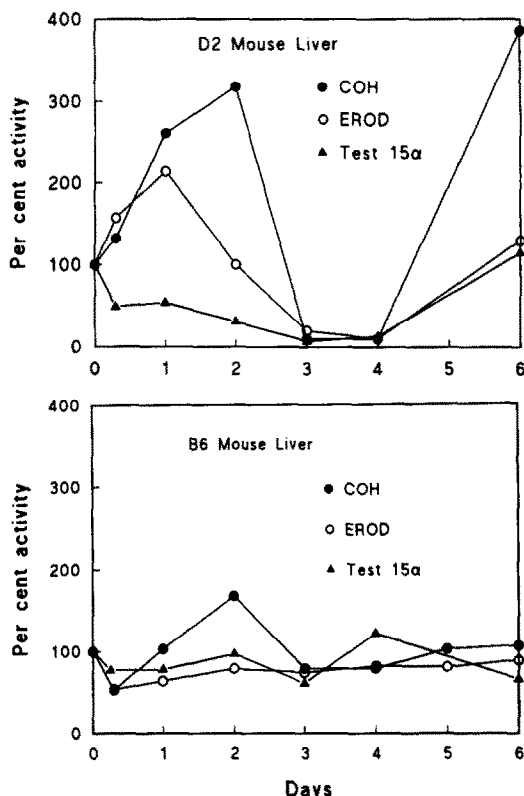 400
D2 Mouse Liver
● COH
○ EROD
▲ Test 15α
300
200
100
0
Per cent activity
0 1 2 3 4 5 6
400
B6 Mouse Liver
● COH
○ EROD
▲ Test 15α
300
200
100
0
Per cent activity
0 1 2 3 4 5 6
Days